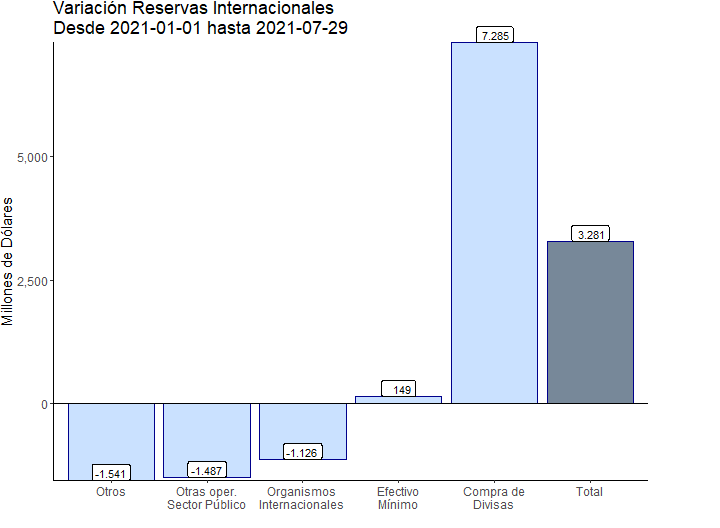 Variación Reservas Internacionales
Desde 2021-01-01 hasta 2021-07-29
Millones de Dólares
5,000
2,500
0
-1.541
-1.487
-1.126
149
7.285
3.281
Otros
Otras oper.
Sector Público
Organismos
Internacionales
Efectivo
Mínimo
Compra de
Divisas
Total